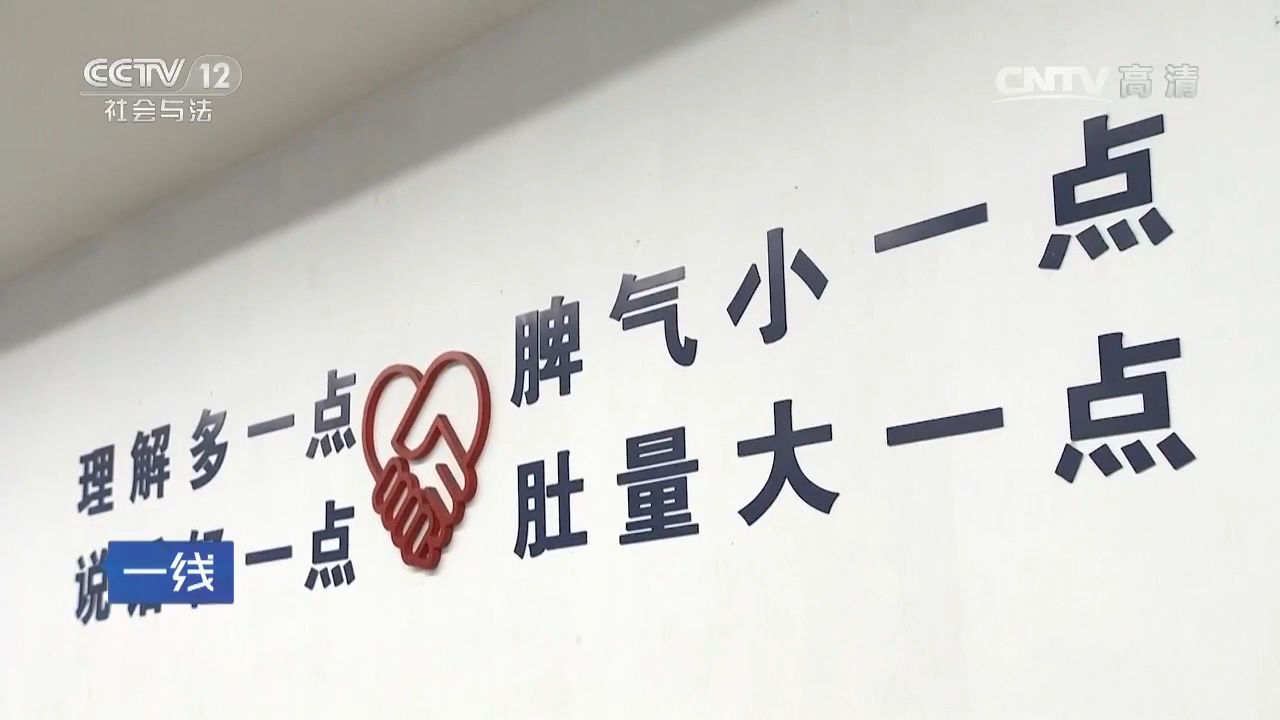 CCTV 12
社会与法
CNTV 高清
理解多一点
脾气小一点
说
一点
肚量大一点
一线